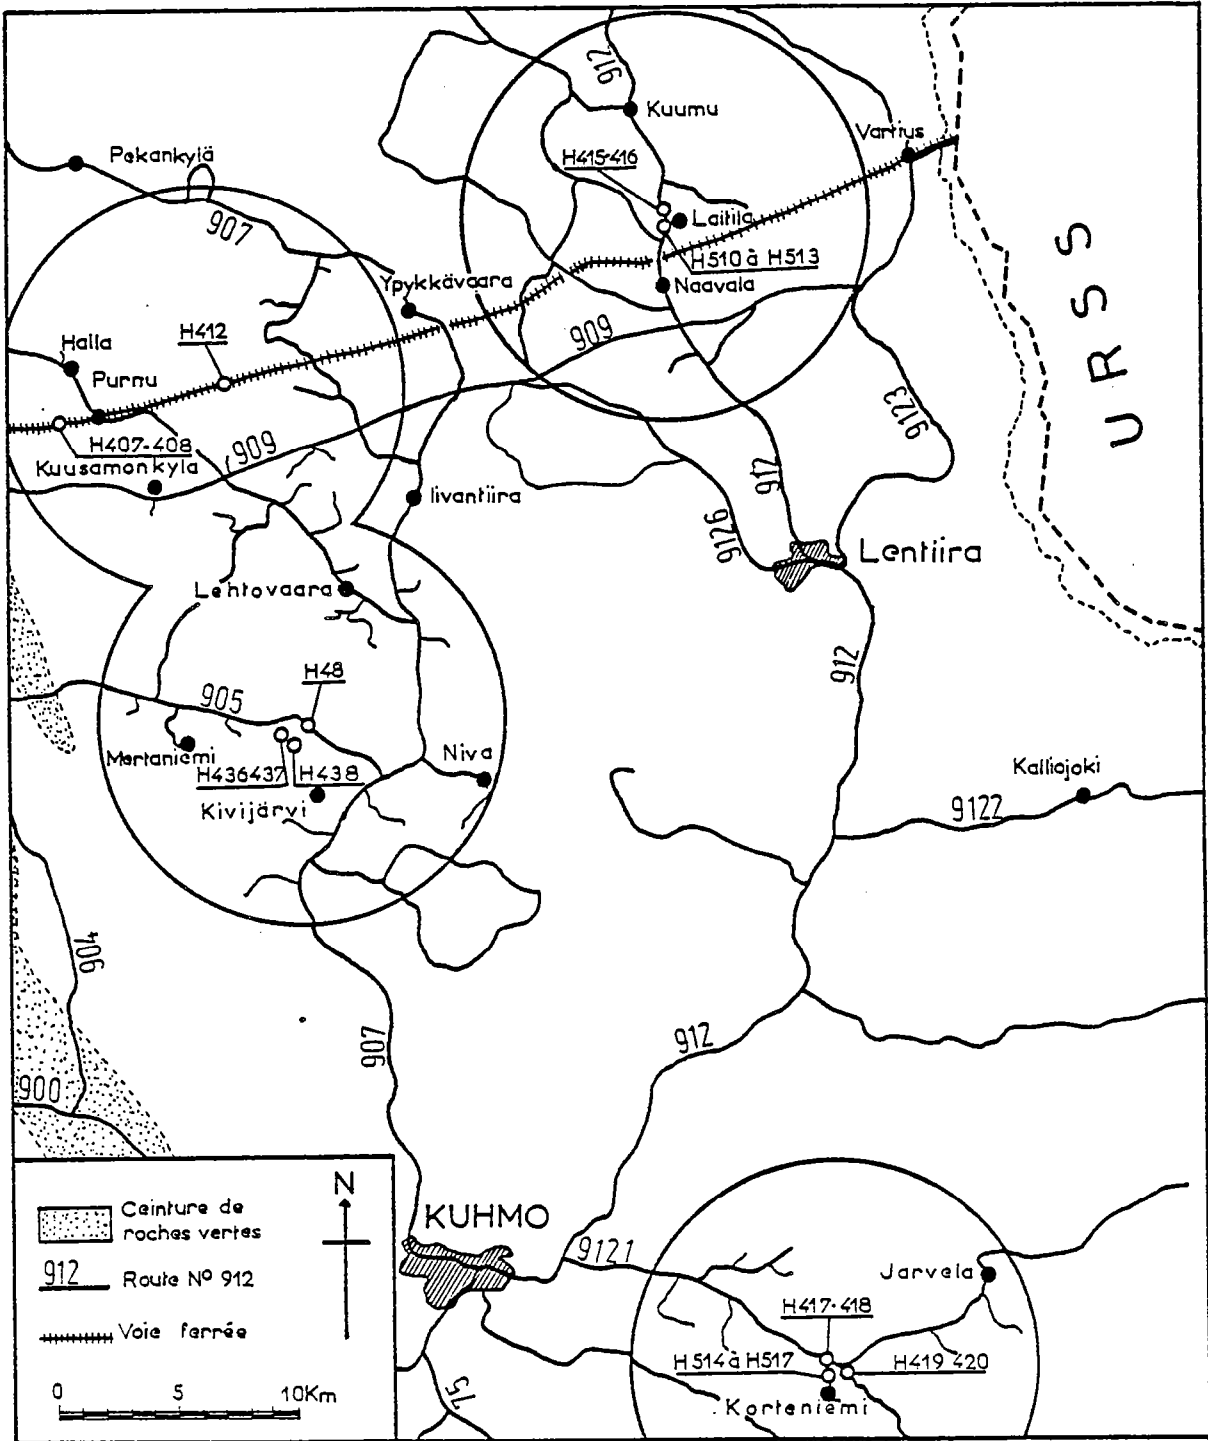 912
Kuumu
Vartius
Pekankylä
H415-416
907
Laitila
URSS
H510 à H513
Naavala
Ypykkävaara
H412
909
Halla
Purnu
9123
H407-408
909
Kuusamonkyla
912
Iivantiira
9126
Lentiira
Lehtovaara
912
H48
905
Martaniemi
Niva
H436437
H438
Kalliojoki
Kivijärvi
9122
904
907
912
900
Ceinture de
roches vertes
N
912 Route Nº 912
Voie ferrée
0 5 10Km
KUHMO
9121
Jarvela
H417-418
H514 à H517
H419 420
75
Korteniemi